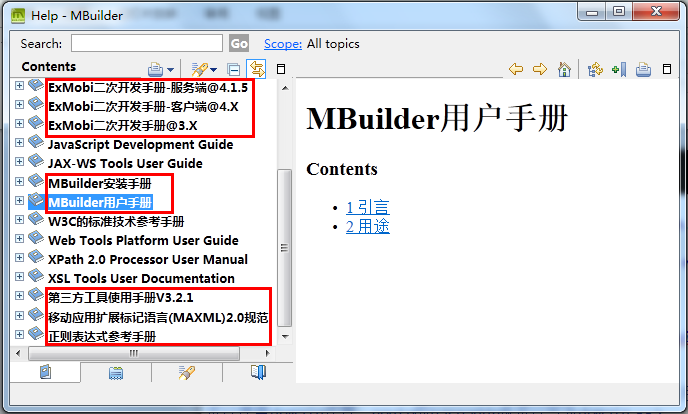 Help - MBuilder
Search:
Go
Scope: All topics
Contents
ExMobi二次开发手册-服务端@4.1.5
ExMobi二次开发手册-客户端@4.X
ExMobi二次开发手册@3.X
JavaScript Development Guide
JAX-WS Tools User Guide
MBuilder安装手册
MBuilder用户手册
W3C的标准技术参考手册
Web Tools Platform User Guide
XPath 2.0 Processor User Manual
XSL Tools User Documentation
第三方工具使用手册V3.2.1
移动应用扩展标记语言(MAXML)2.0规范
正则表达式参考手册
MBuilder用户手册
Contents
1 引言
2 用途